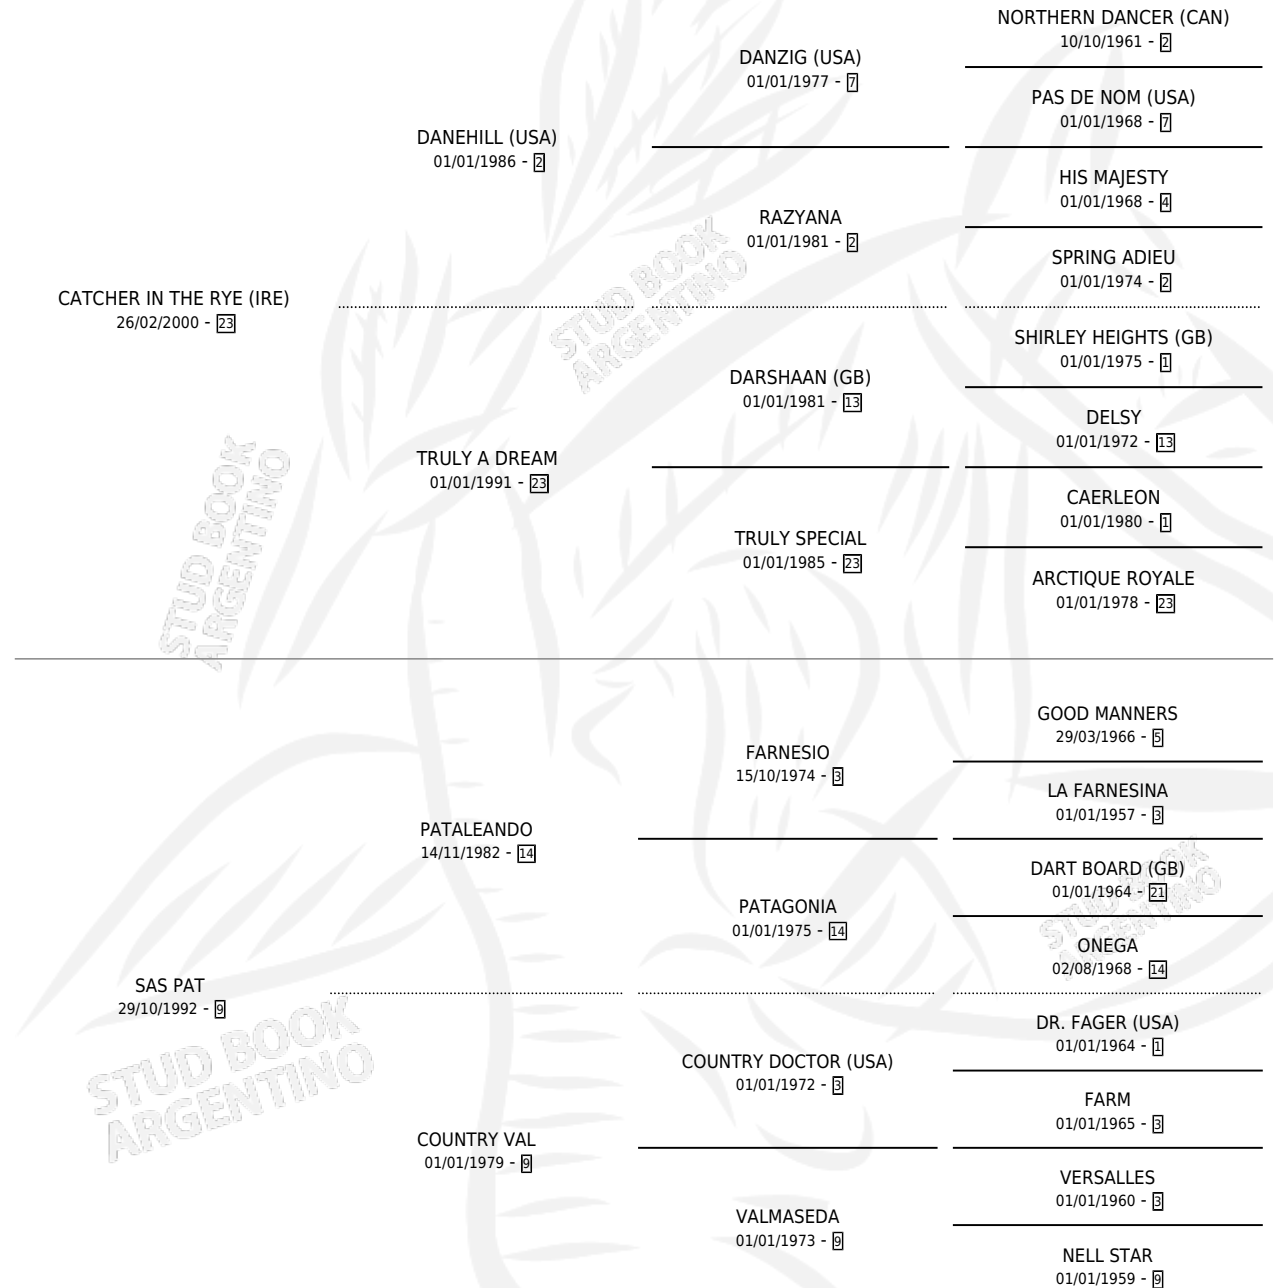 NORTHERN DANCER (CAN)
10/10/1961 - 2
DANZIG (USA)
01/01/1977 - 7
PAS DE NOM (USA)
01/01/1968 - 7
DANEHILL (USA)
01/01/1986 - 2
HIS MAJESTY
01/01/1968 - 4
RAZYANA
01/01/1981 - 2
SPRING ADIEU
01/01/1974 - 2
CATCHER IN THE RYE (IRE)
26/02/2000 - 23
STUD BOOK
ARGENTINO
SHIRLEY HEIGHTS (GB)
01/01/1975 - 1
DARSHAAN (GB)
01/01/1981 - 13
DELSY
01/01/1972 - 13
TRULY A DREAM
01/01/1991 - 23
CAERLEON
01/01/1980 - 1
TRULY SPECIAL
01/01/1985 - 23
ARCTIQUE ROYALE
01/01/1978 - 23
STUD BOOK
ARGENTINO
GOOD MANNERS
29/03/1966 - 5
FARNESIO
15/10/1974 - 3
LA FARNESINA
01/01/1957 - 3
PATALEANDO
14/11/1982 - 14
DART BOARD (GB)
01/01/1964 - 21
PATAGONIA
01/01/1975 - 14
ONEGA
02/08/1968 - 14
STUD BOOK
ARGENTINO
SAS PAT
29/10/1992 - 9
STUD BOOK
ARGENTINO
DR. FAGER (USA)
01/01/1964 - 1
COUNTRY DOCTOR (USA)
01/01/1972 - 3
FARM
01/01/1965 - 3
COUNTRY VAL
01/01/1979 - 9
VERSALLES
01/01/1960 - 3
VALMASEDA
01/01/1973 - 9
NELL STAR
01/01/1959 - 9